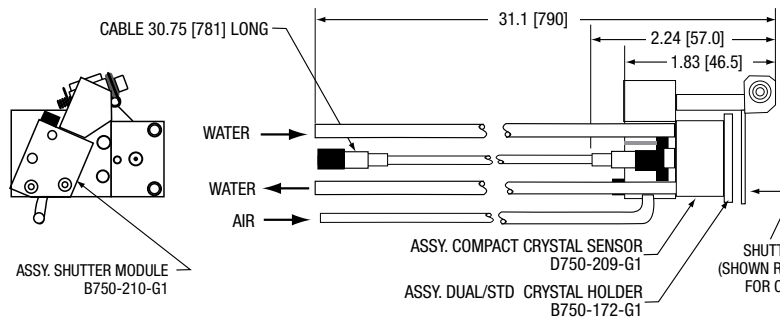 31.1 [790]
CABLE 30.75 [781] LONG
2.24 [57.0]
1.83 [46.5]
WATER
WATER
AIR
ASSY. COMPACT CRYSTAL SENSOR
D750-209-G1
ASSY. SHUTTER MODULE
B750-210-G1
ASSY. DUAL/STD CRYSTAL HOLDER
B750-172-G1
(SHOWN
FOR